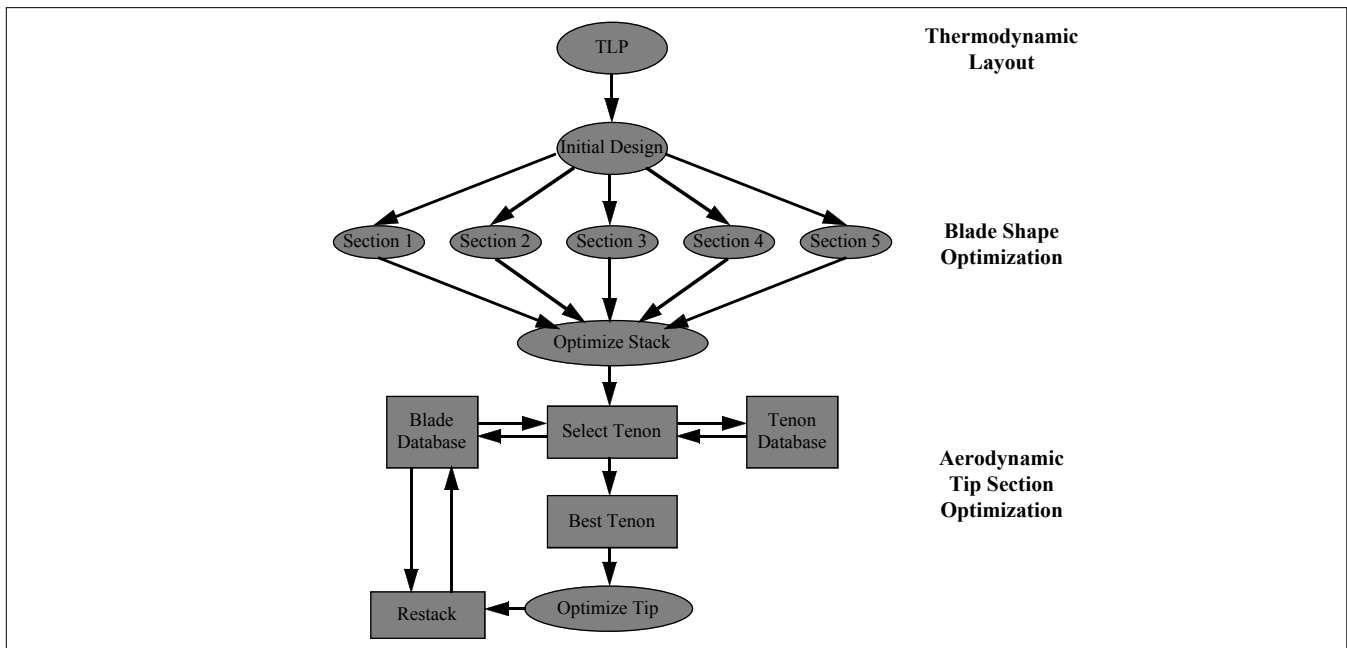 TLP
Thermodynamic
Layout
Initial Design
Section 1
Section 2
Section 3
Section 4
Section 5
Blade Shape
Optimization
Optimize Stack
Blade
Database
Select Tenon
Tenon
Database
Aerodynamic
Tip Section
Optimization
Best Tenon
Restack
Optimize Tip